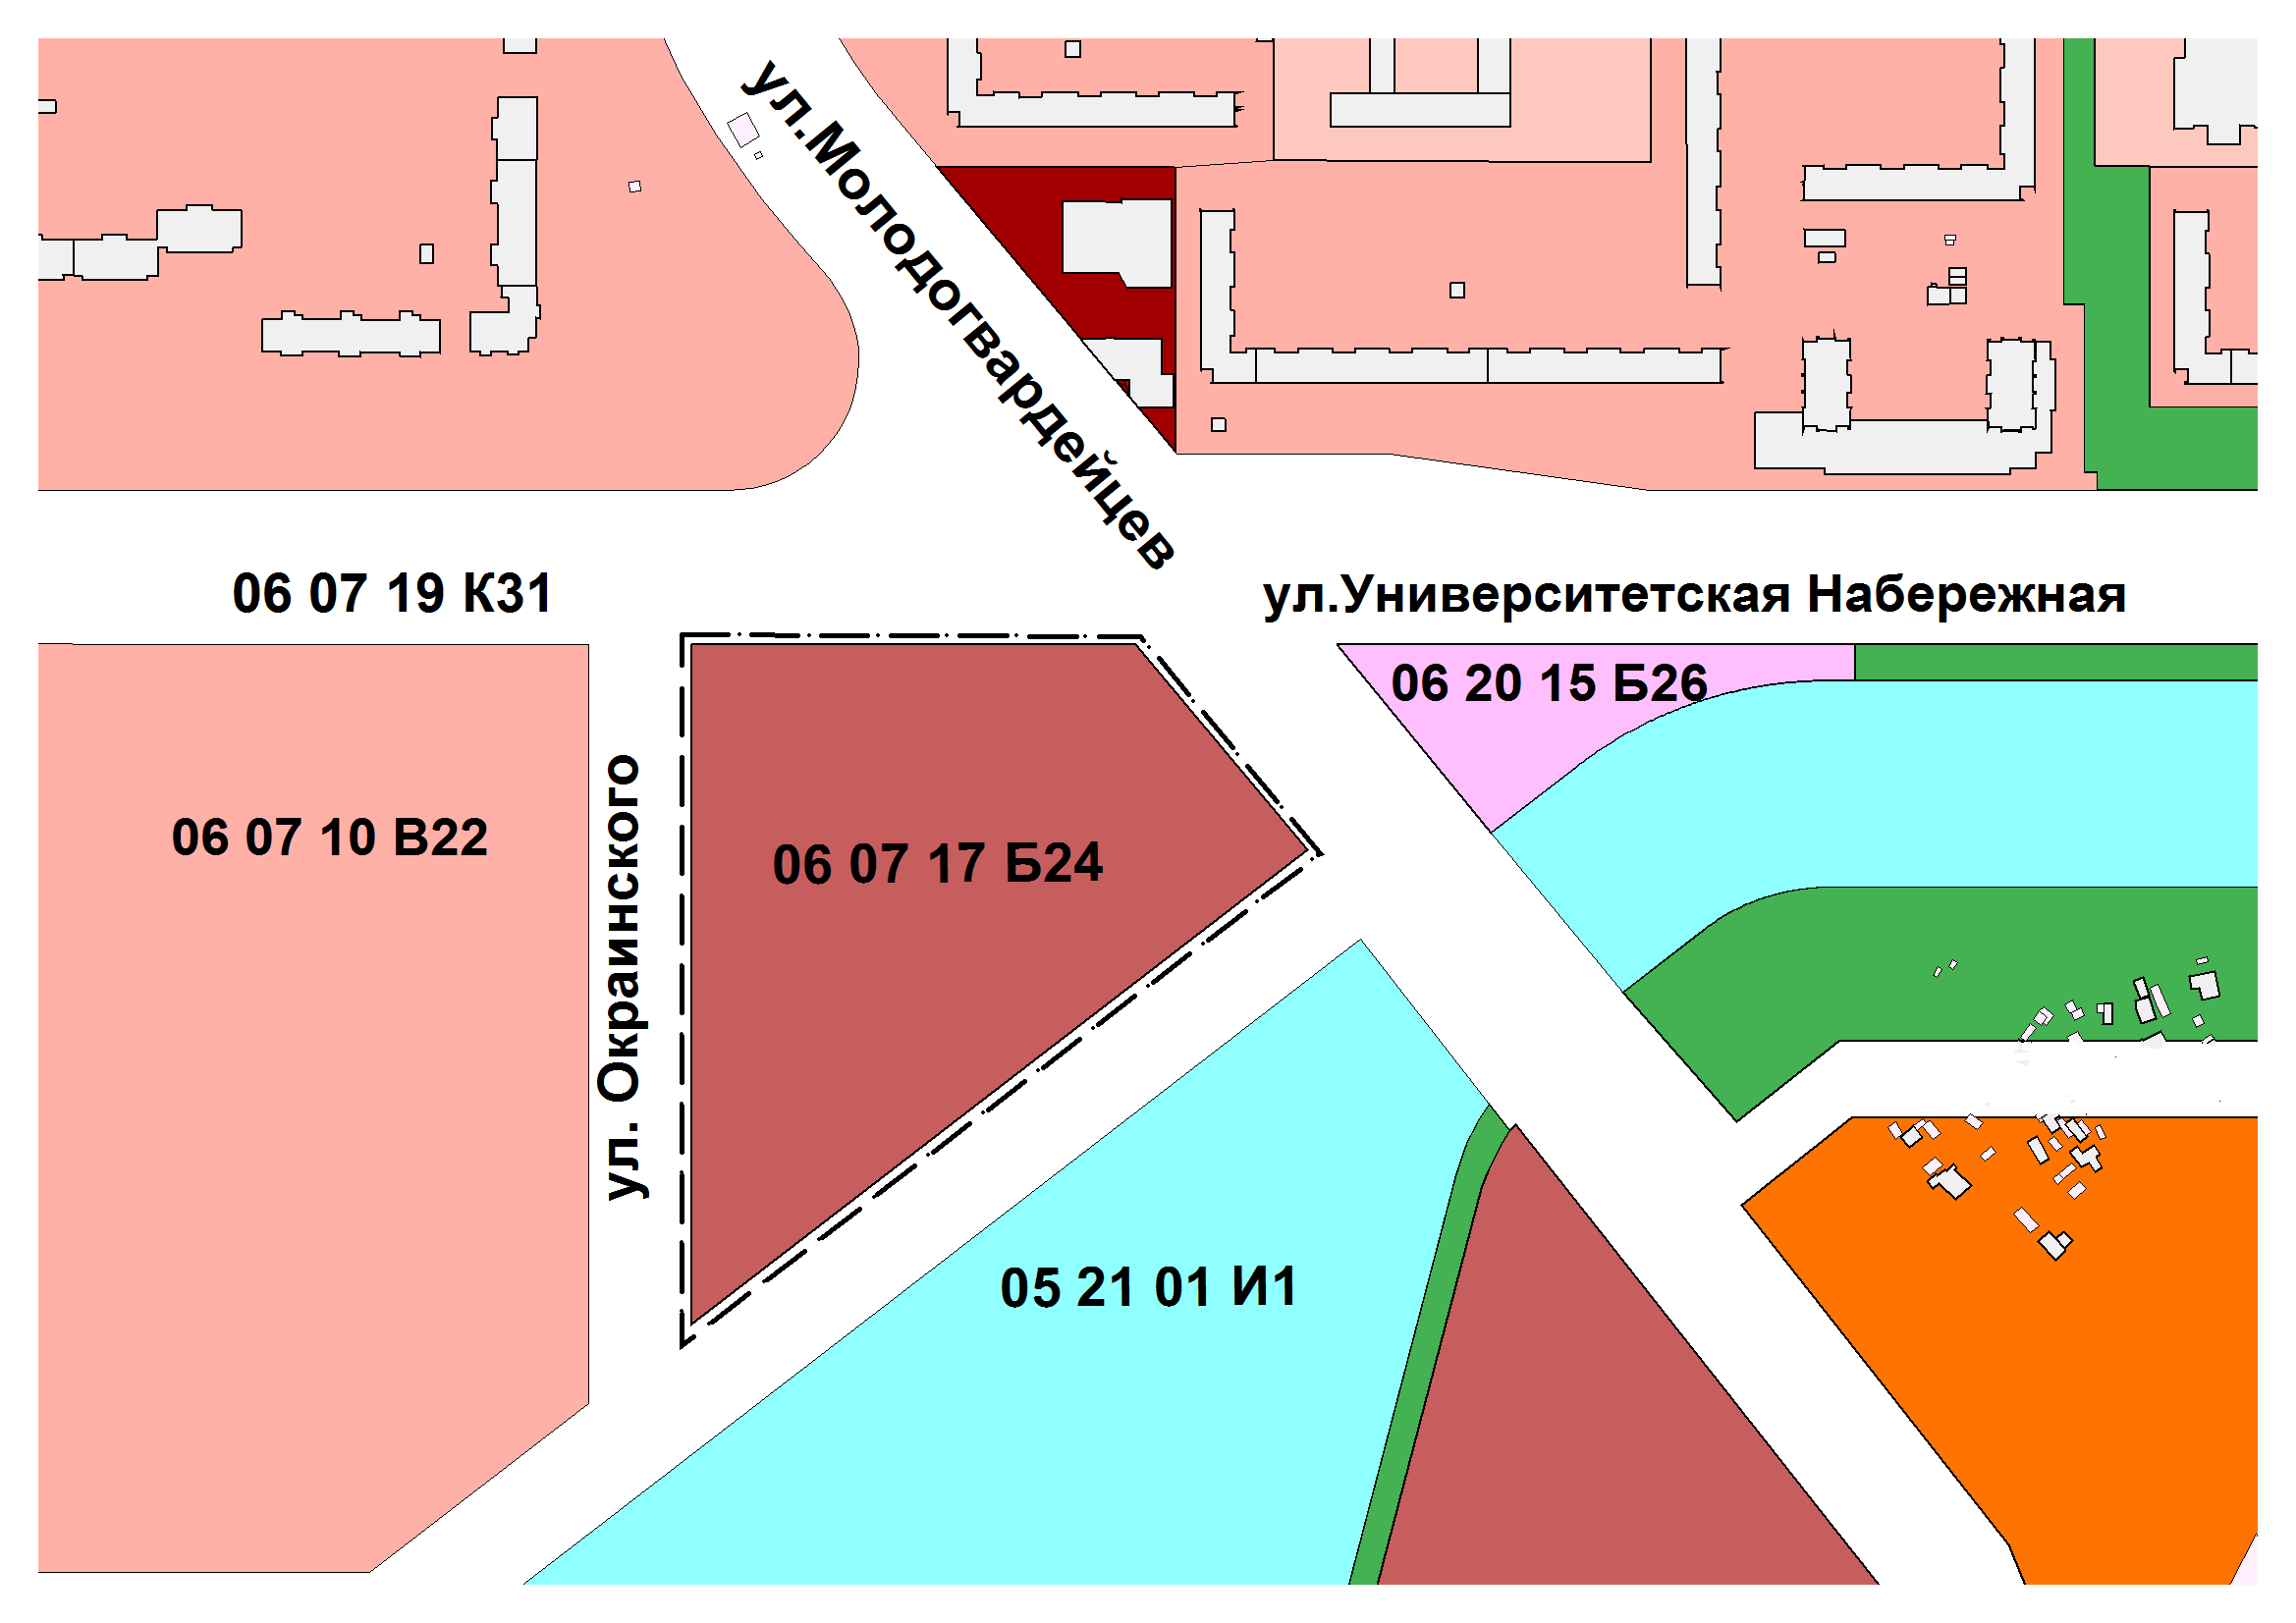 ул.Молодогвардейцев
06 07 19 К31
ул.Университетская Набережная
06 20 15 Б26
06 07 10 В22
ул. Окраинского
06 07 17 Б24
05 21 01 И1